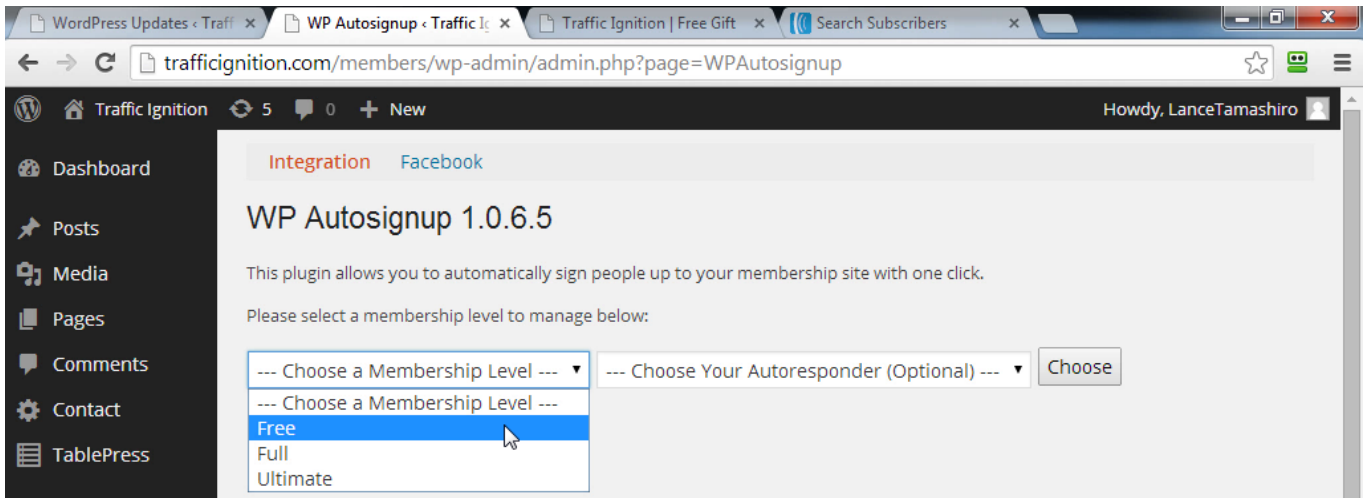 WordPress Updates ‹ Traff
WP Autosignup ‹ Traffic Ig
Traffic Ignition | Free Gift
Search Subscribers
trafficignition.com/members/wp-admin/admin.php?page=WPAutosignup
Traffic Ignition 5 0 + New
Howdy, LanceTamashiro
Dashboard
Posts
Media
Pages
Comments
Contact
TablePress
Integration Facebook
WP Autosignup 1.0.6.5
This plugin allows you to automatically sign people up to your membership site with one click.
Please select a membership level to manage below:
--- Choose a Membership Level --- --- Choose Your Autoresponder (Optional) --- Choose
--- Choose a Membership Level ---
Free
Full
Ultimate